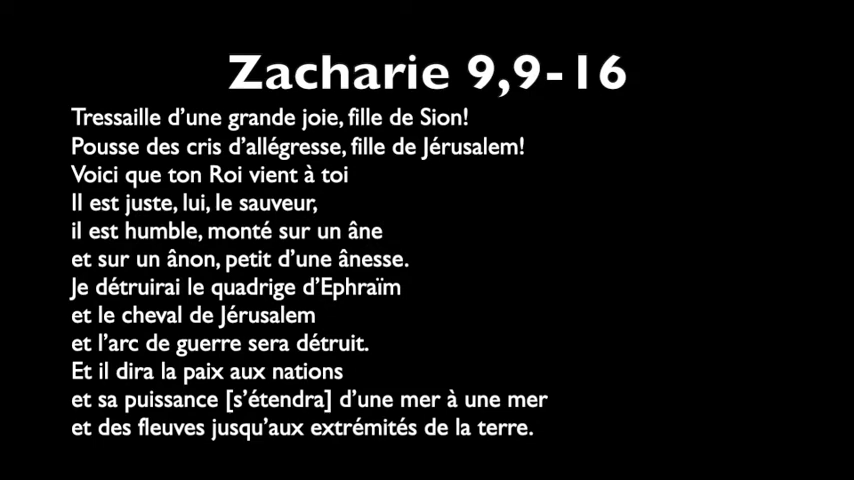 Zacharie 9,9-16
Tressaille d’une grande joie, fille de Sion!
Pousse des cris d’allégresse, fille de Jérusalem!
Voici que ton Roi vient à toi
Il est juste, lui, le sauveur,
il est humble, monté sur un âne
et sur un ânon, petit d’une ânesse.
Je détruirai le quadrige d’Ephraïm
et le cheval de Jérusalem
et l’arc de guerre sera détruit.
Et il dira la paix aux nations
et sa puissance [s’étendra] d’une mer à une mer
et des fleuves jusqu’aux extrémités de la terre.